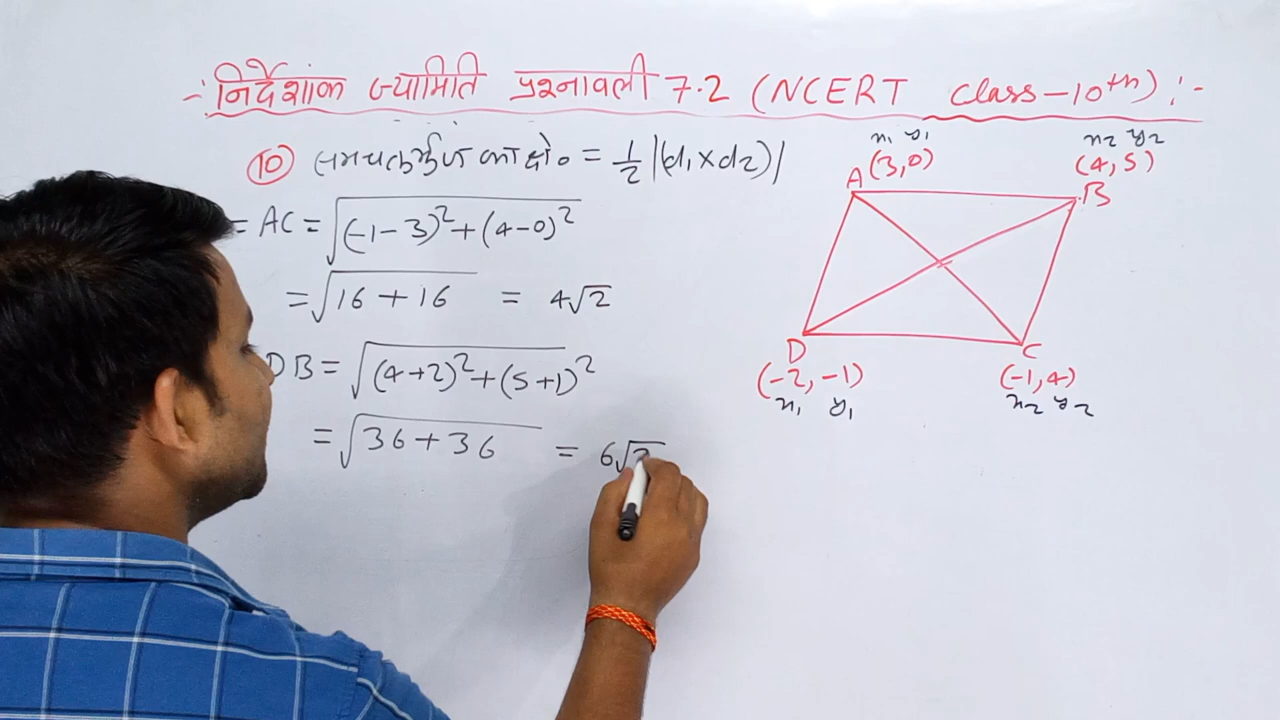 -: निर्देशांक ज्यामिति प्रश्नावली 7.2 (NCERT class-10th) :-
⑩ समचतुर्भुज का क्षे० = 1/2 |(d₁×d₂)|
= AC = √((-1-3)²+(4-0)²)
= √(16+16) = 4√2
DB = √((4+2)²+(5+1)²)
= √(36+36) = 6√2
x₁ y₁
A (3,0)
x₂ y₂
(4,5)
B
D
(-2,-1)
x₁ y₁
C
(-1,4)
x₂ y₂